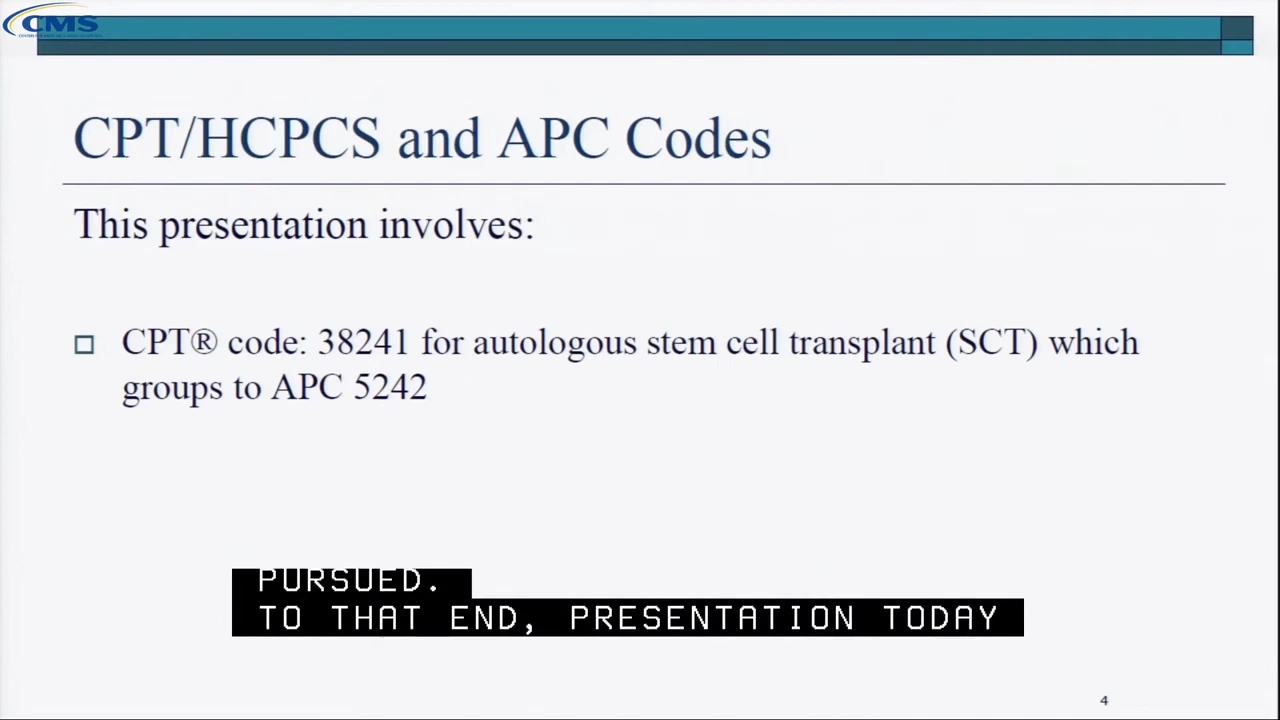 CMS
CPT/HCPCS and APC Codes
This presentation involves:
CPT® code: 38241 for autologous stem cell transplant (SCT) which
groups to APC 5242
PURSUED.
TO THAT END, PRESENTATION TODAY
4